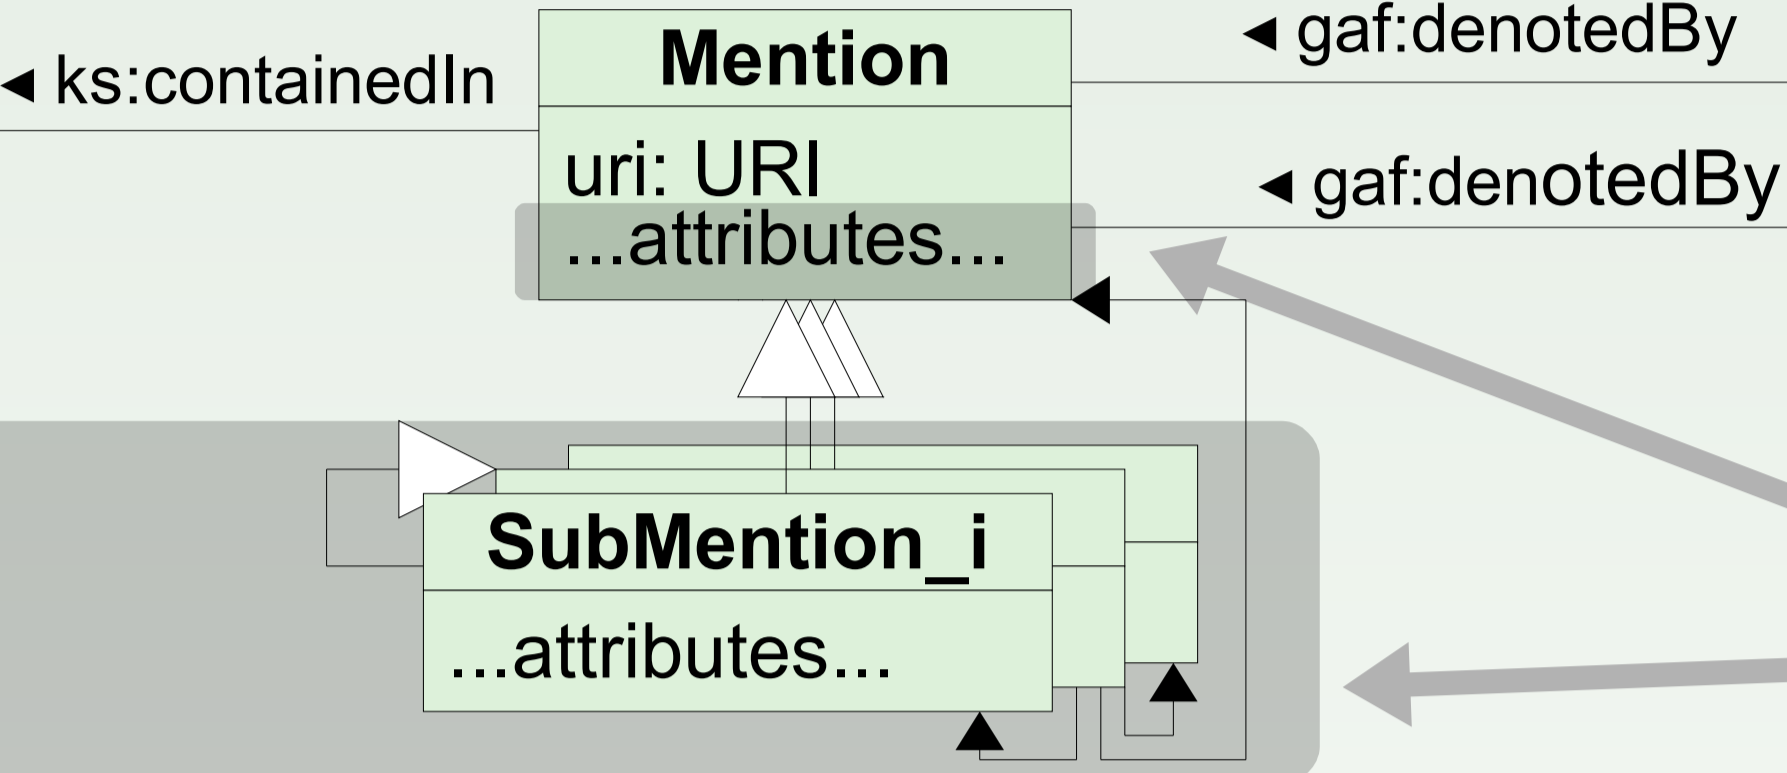 ◄ gaf:denotedBy
Mention
◄ ks:containedIn
uri: URI
◄ gaf:denotedBy
...attributes...
SubMention_i
...attributes...